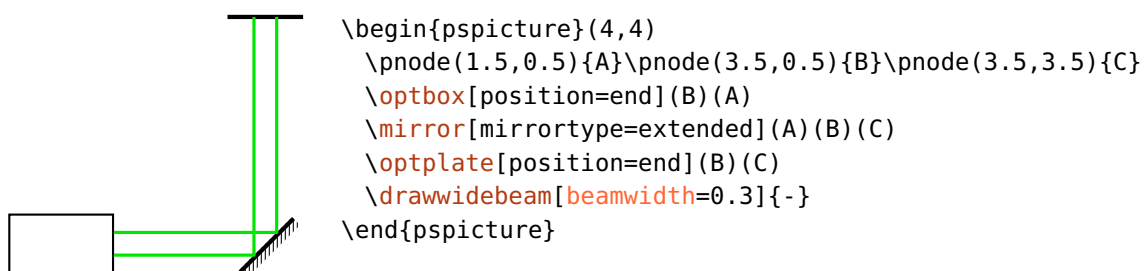 \begin{pspicture}(4,4)
\pnode(1.5,0.5){A}\pnode(3.5,0.5){B}\pnode(3.5,3.5){C}
\optbox[position=end](B)(A)
\mirror[mirrortype=extended](A)(B)(C)
\optplate[position=end](B)(C)
\drawwidebeam[beamwidth=0.3]{-}
\end{pspicture}